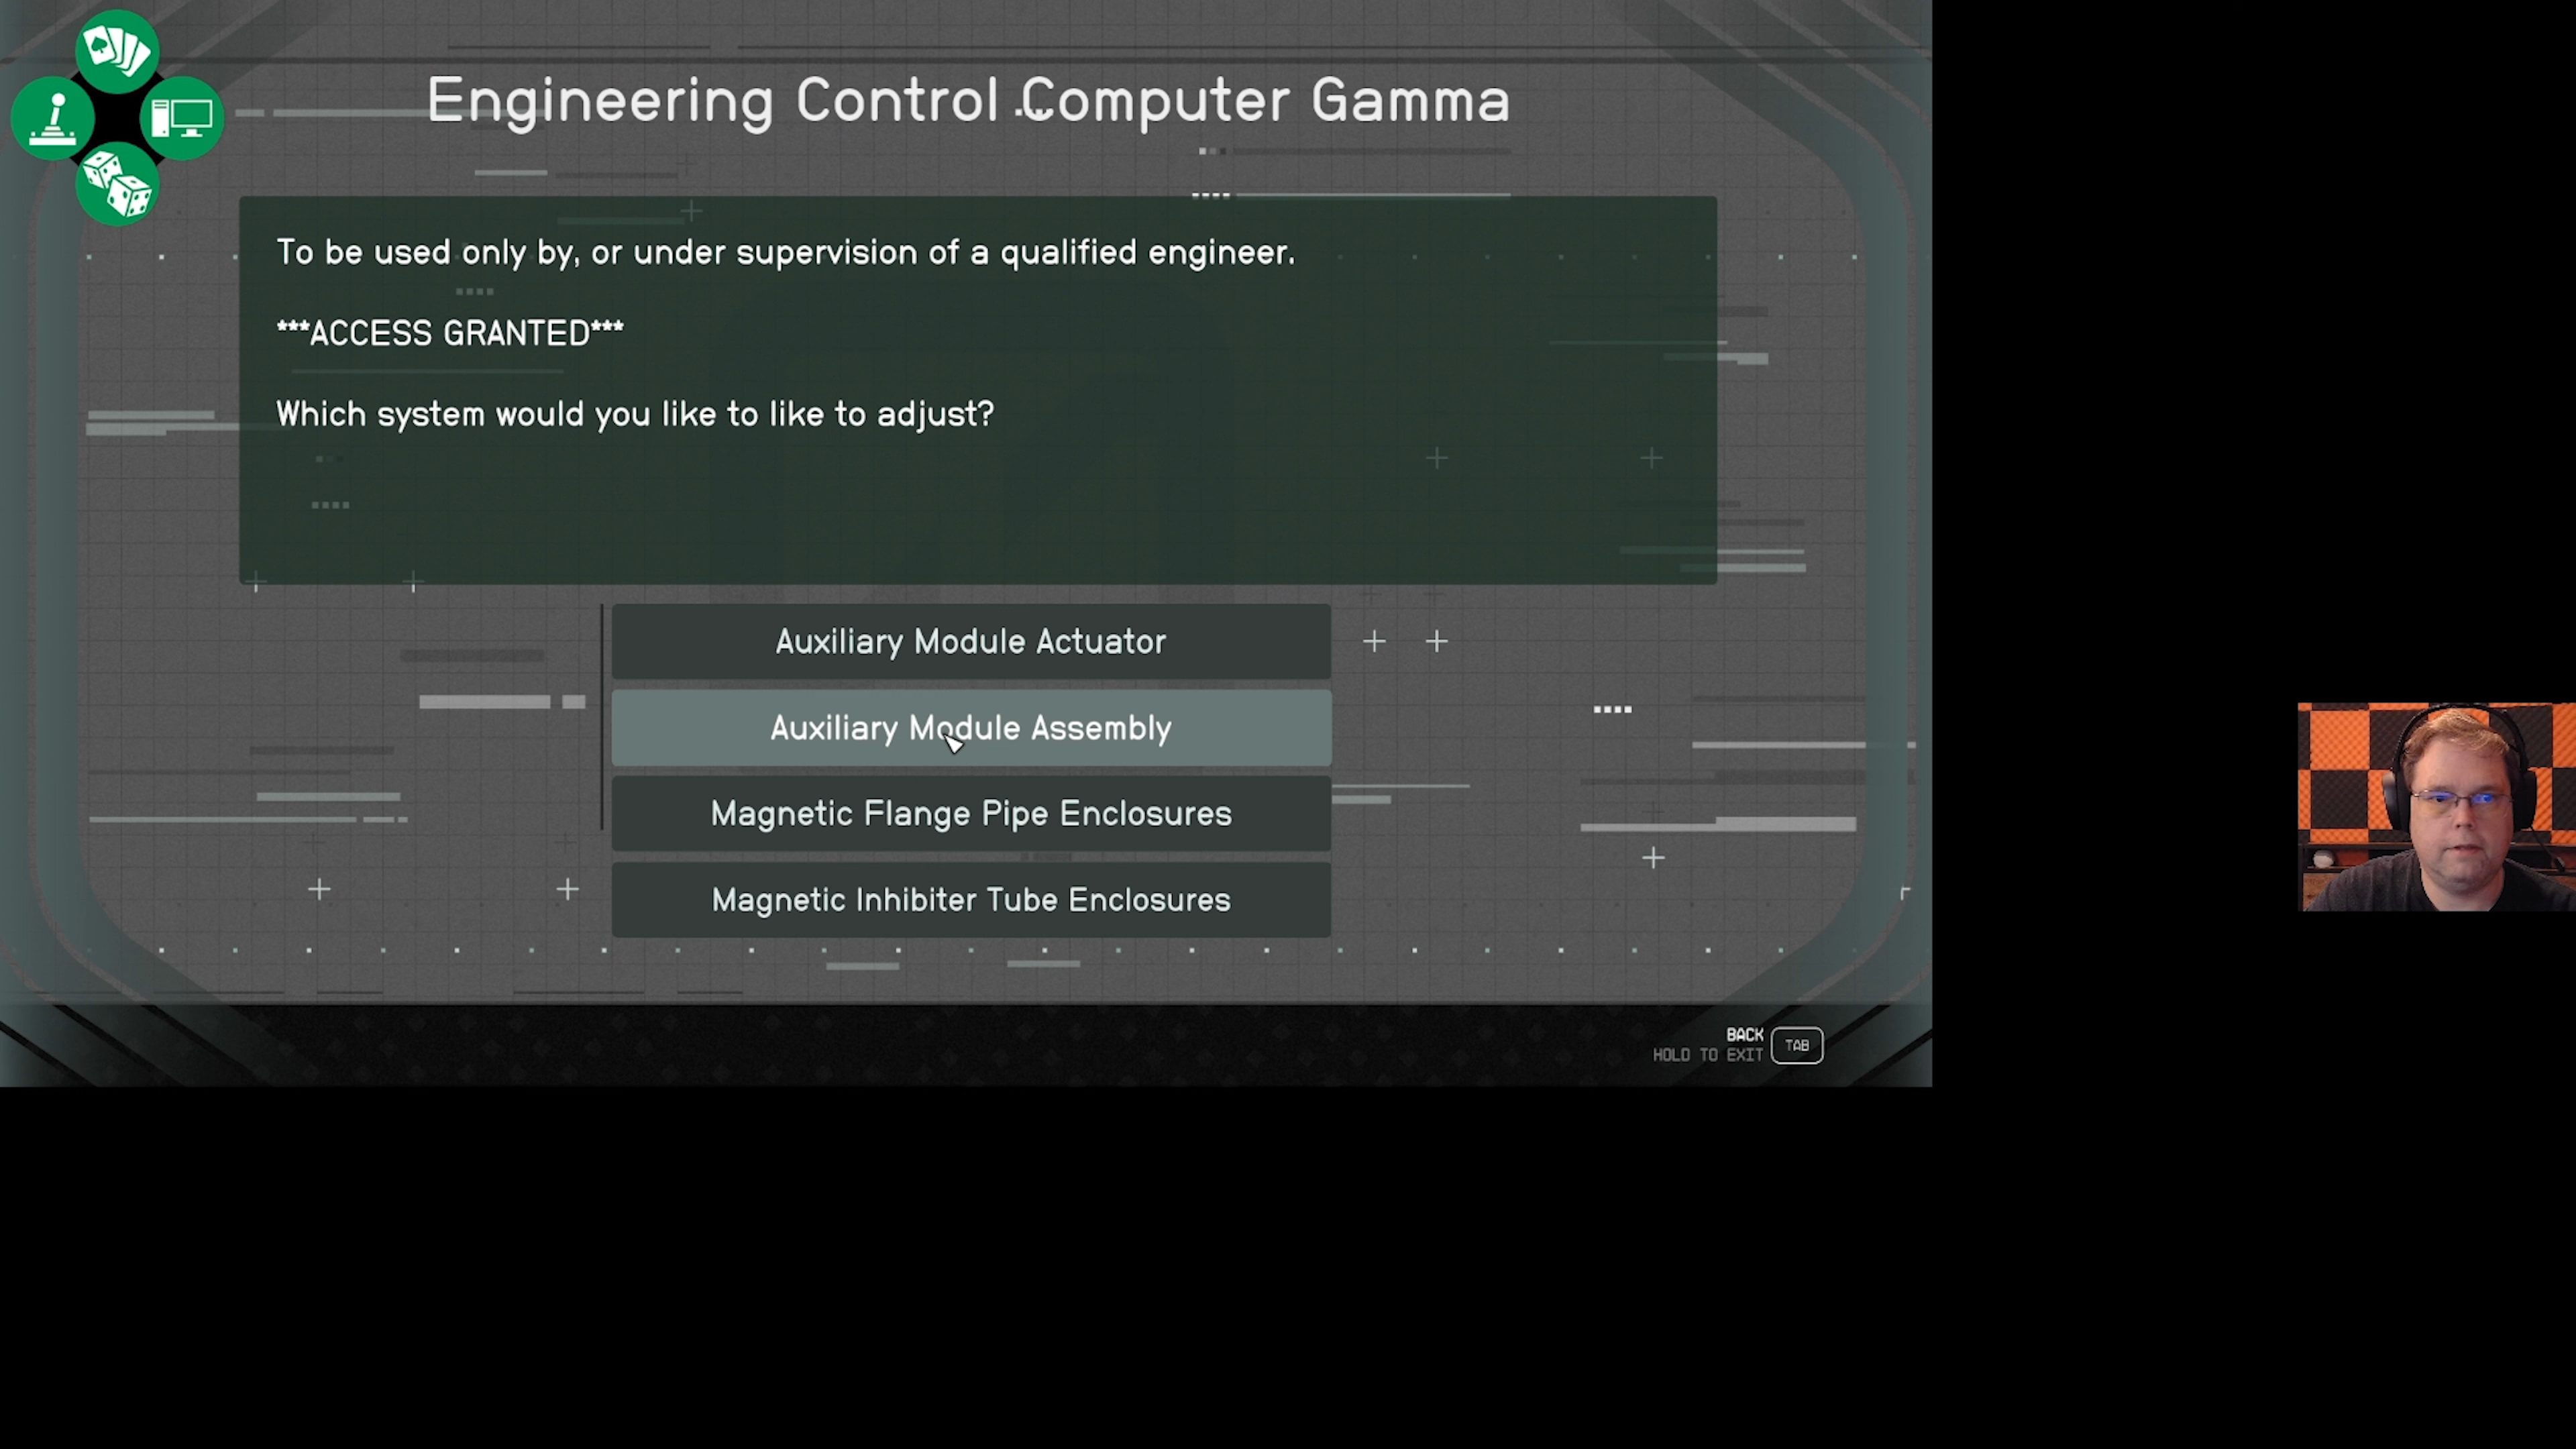 Engineering Control Computer Gamma
To be used only by, or under supervision of a qualified engineer.
***ACCESS GRANTED***
Which system would you like to like to adjust?
Auxiliary Module Actuator
Auxiliary Module Assembly
Magnetic Flange Pipe Enclosures
Magnetic Inhibiter Tube Enclosures
BACK
HOLD TO EXIT
TAB